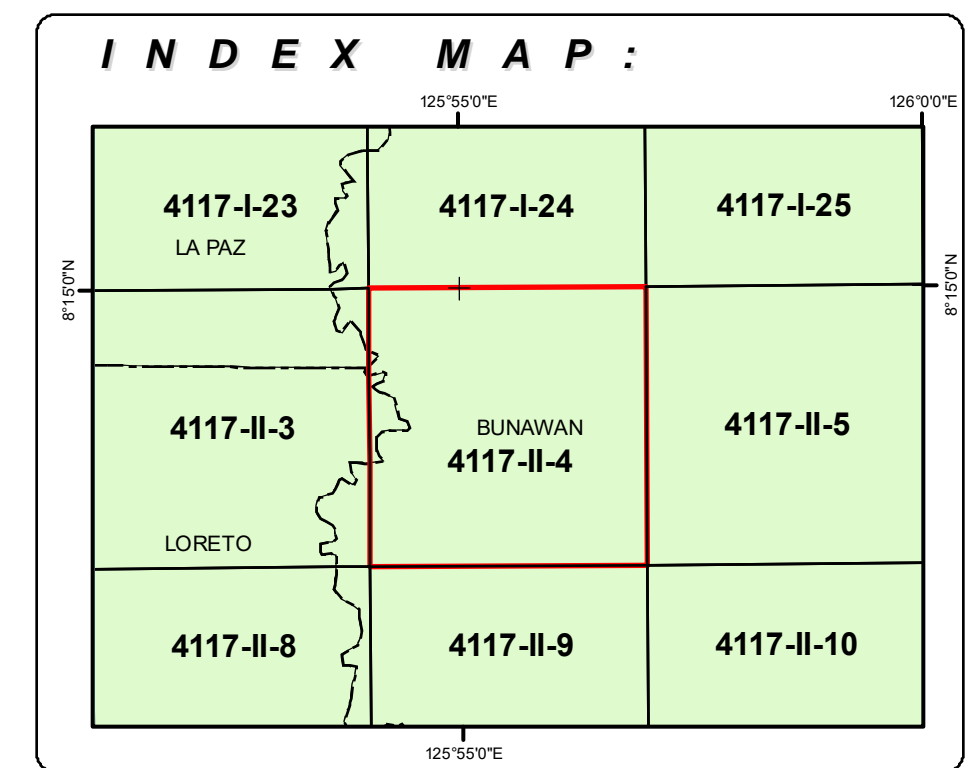 INDEX MAP:
125°55'0"E
126°0'0"E
4117-I-23
4117-I-24
4117-I-25
LA PAZ
8°15'0"N
8°15'0"N
4117-II-3
BUNAWAN
4117-II-4
4117-II-5
LORETO
4117-II-8
4117-II-9
4117-II-10
125°55'0"E